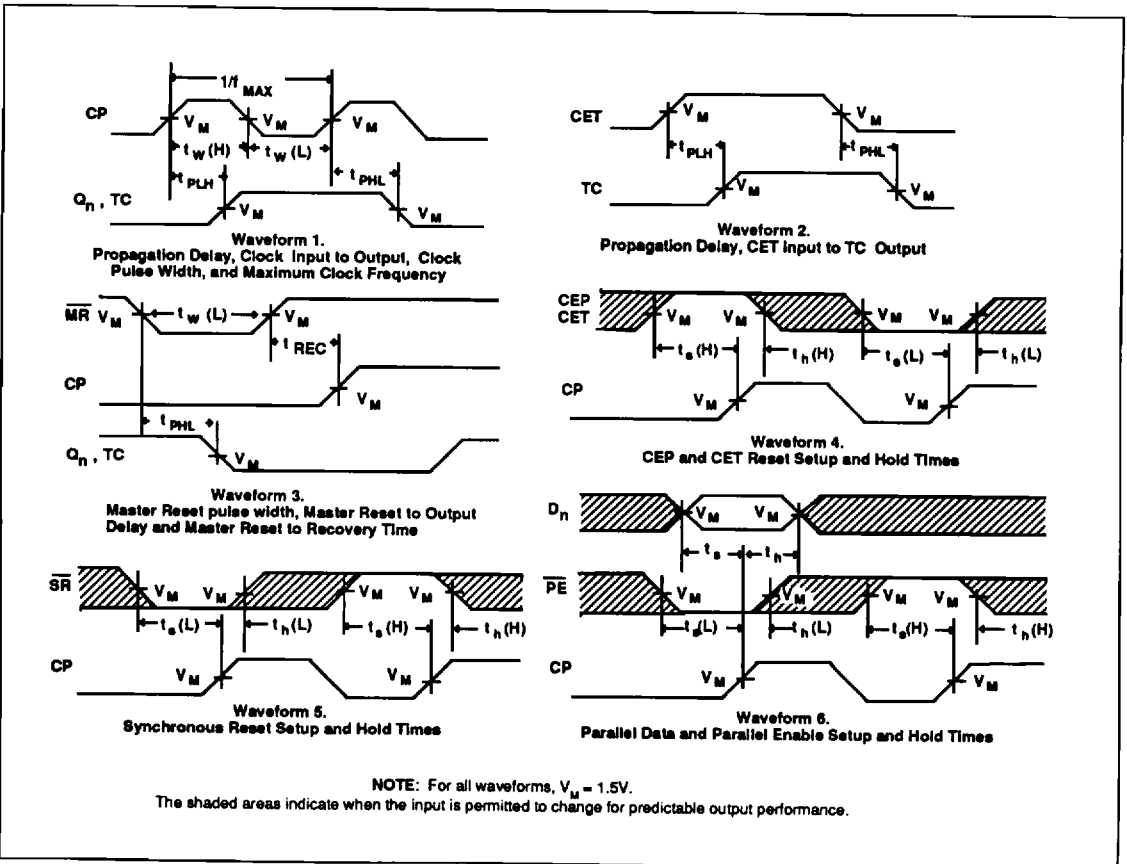 1/f MAX
CP
V M V M V M
t w (H) t w (L)
t PLH t PHL
Q n , TC
V M V M
Waveform 1.
Propagation Delay, Clock Input to Output, Clock
Pulse Width, and Maximum Clock Frequency
CET
V M V M
t PLH t PHL
TC
V M V M
Waveform 2.
Propagation Delay, CET Input to TC Output
MR V M t w (L) V M
t REC
CP
V M
t PHL
Q n , TC
V M
Waveform 3.
Master Reset pulse width, Master Reset to Output
Delay and Master Reset to Recovery Time
CEP
CET
V M V M V M V M
t s (H) t h (H) t s (L) t h (L)
CP
V M V M
Waveform 4.
CEP and CET Reset Setup and Hold Times
SR
V M V M V M V M
t s (L) t h (L) t s (H) t h (H)
CP
V M V M
Waveform 5.
Synchronous Reset Setup and Hold Times
D n
V M V M
t s t h
PE
V M V M V M V M
t s (L) t h (L) t s (H) t h (H)
CP
V M V M
Waveform 6.
Parallel Data and Parallel Enable Setup and Hold Times
NOTE: For all waveforms, V M = 1.5V.
The shaded areas indicate when the input is permitted to change for predictable output performance.